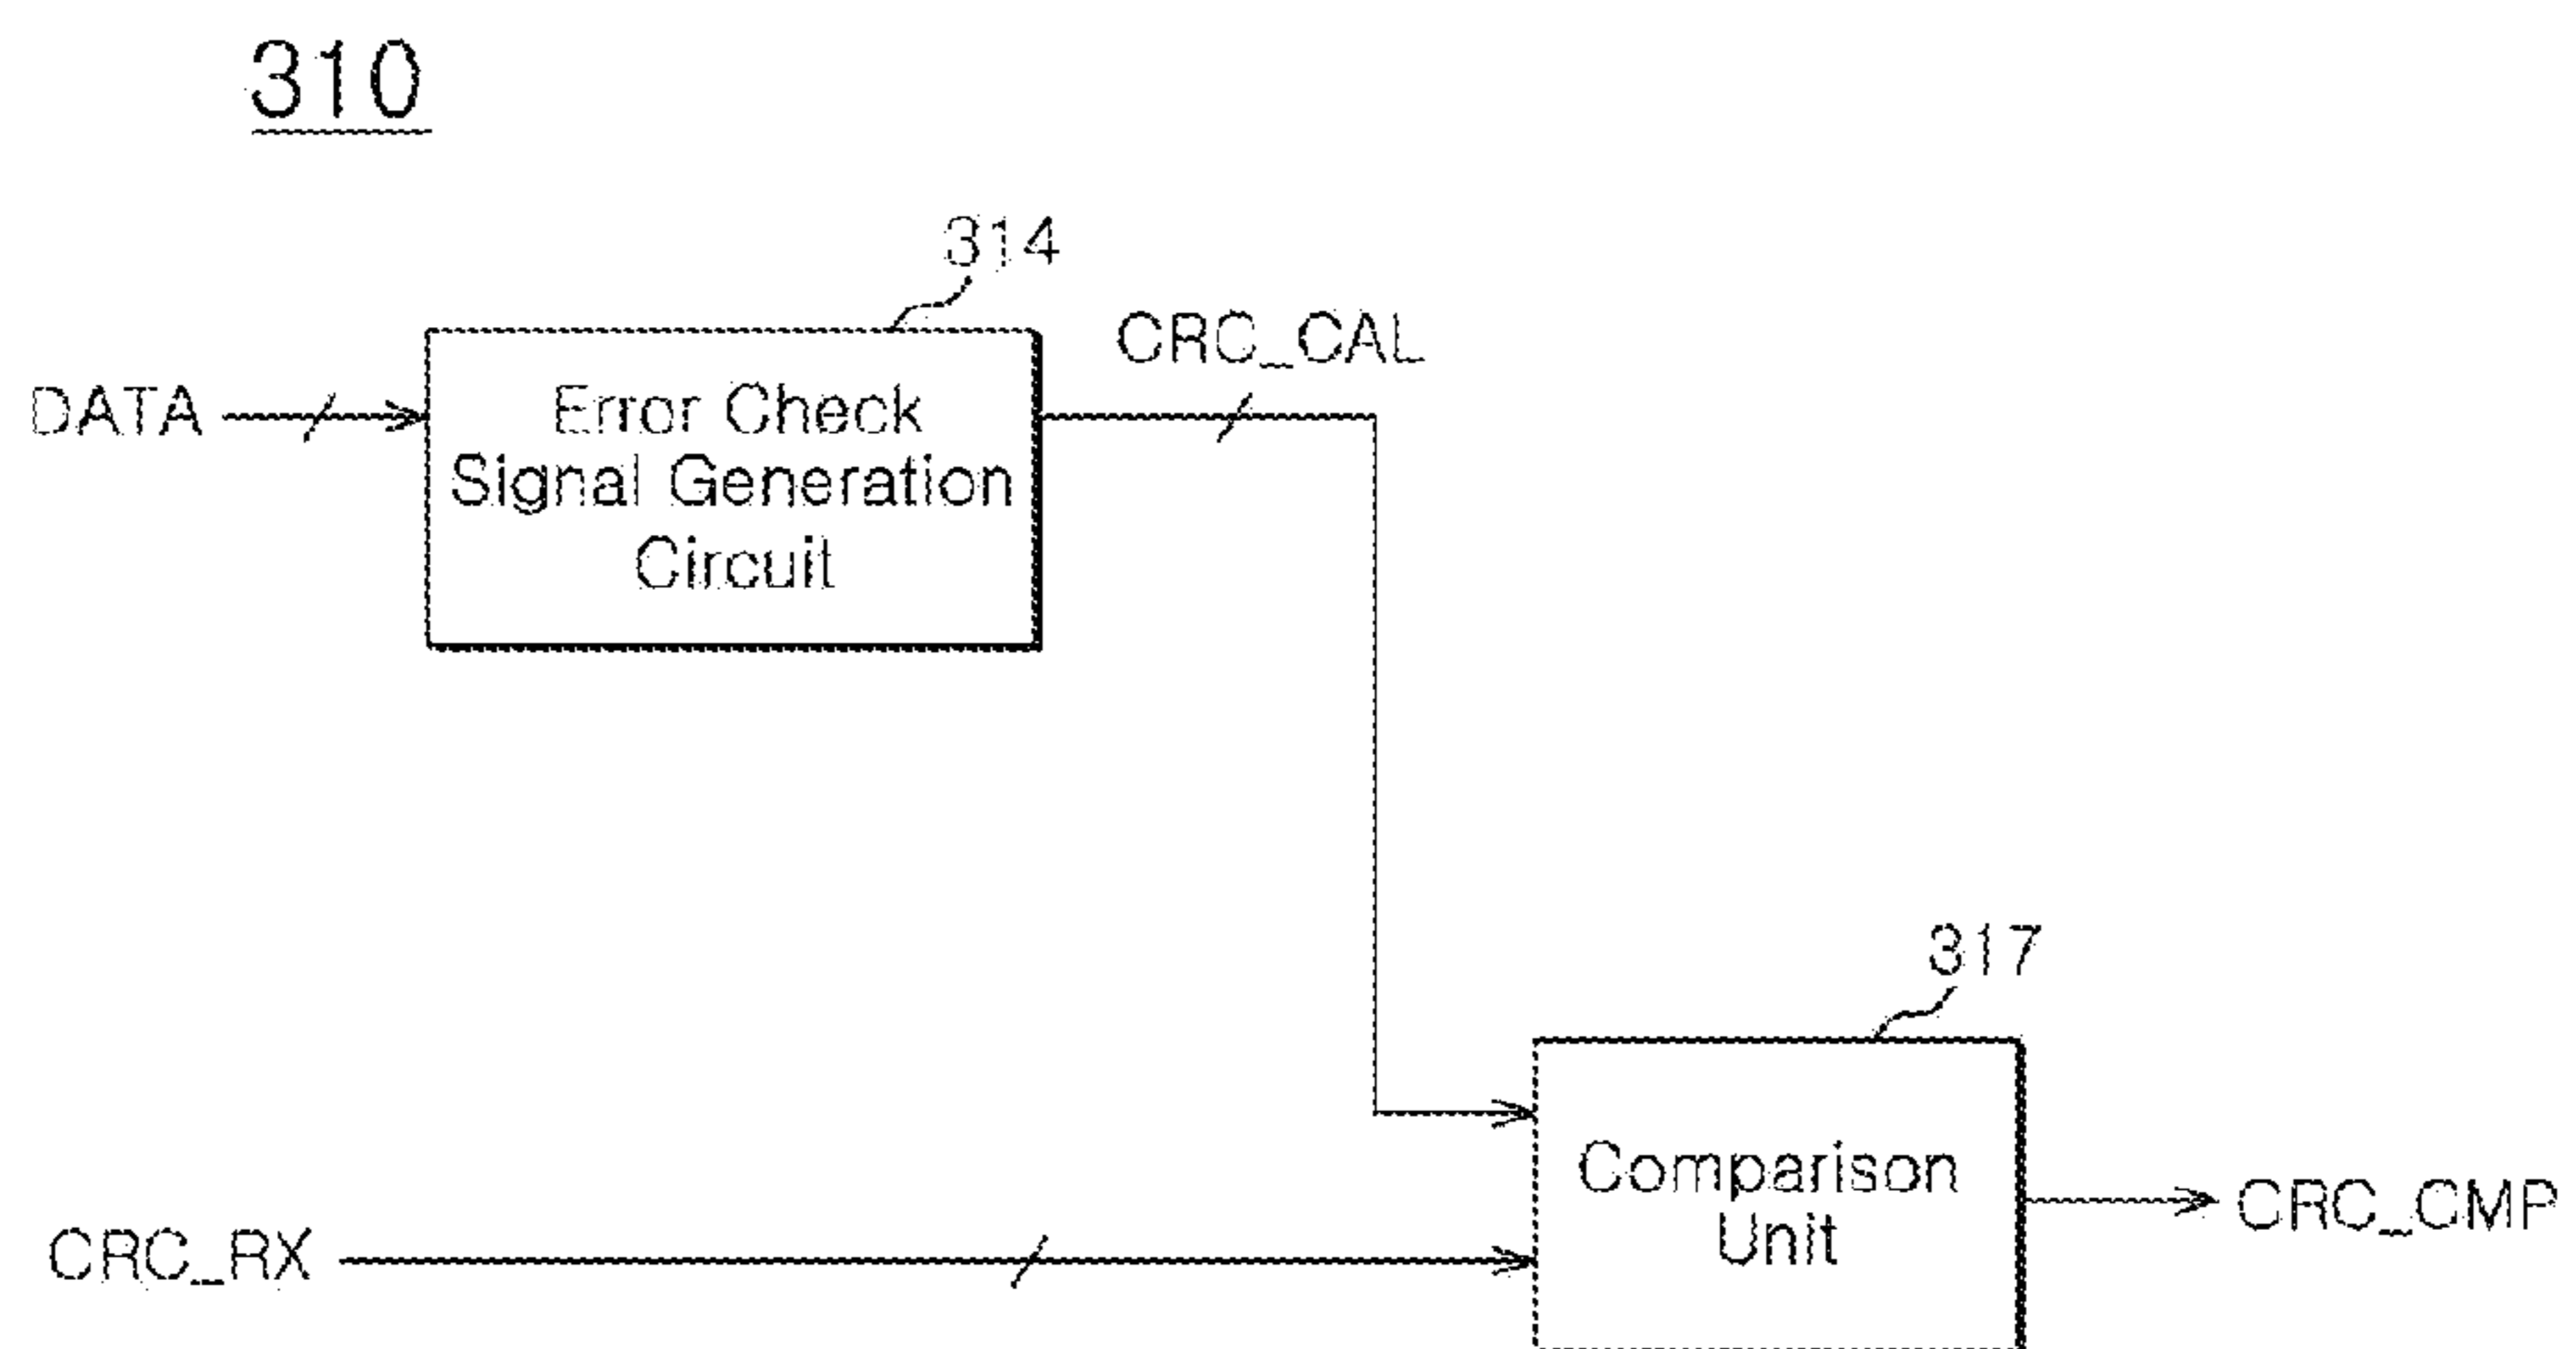 310
314
CRC_CAL
DATA
Error Check
Signal Generation
Circuit
317
Comparison
Unit
CRC_CMP
CRC_RX